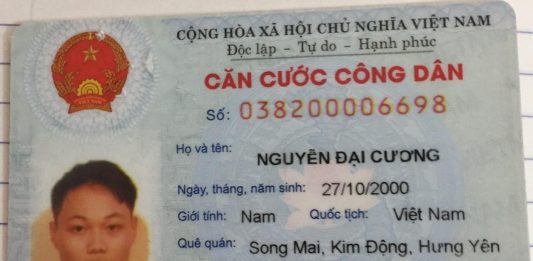 CỘNG HÒA XÃ HỘI CHỦ NGHĨA VIỆT NAM
Độc lập - Tự do - Hạnh phúc
CĂN CƯỚC CÔNG DÂN
Số: 038200006698
Họ và tên: NGUYỄN ĐẠI CƯƠNG
Ngày, tháng, năm sinh: 27/10/2000
Giới tính: Nam Quốc tịch: Việt Nam
Quê quán: Song Mai, Kim Động, Hưng Yên